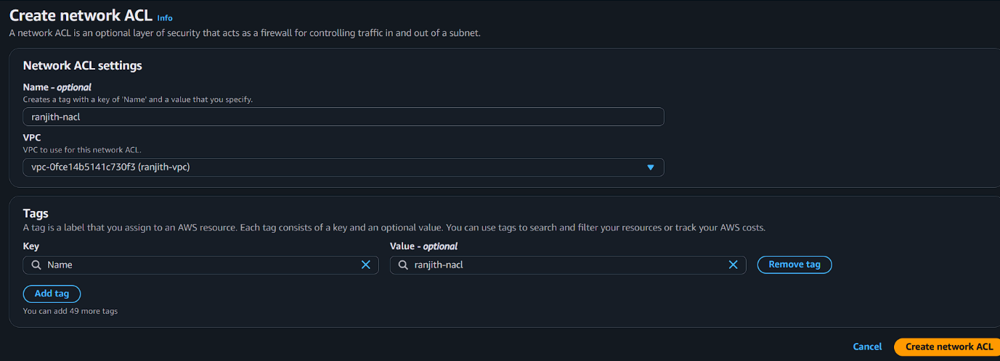 Create network ACL Info
A network ACL is an optional layer of security that acts as a firewall for controlling traffic in and out of a subnet.
Network ACL settings
Name - optional
Creates a tag with a key of 'Name' and a value that you specify.
ranjith-nacl
VPC
VPC to use for this network ACL.
vpc-0fce14b5141c730f3 (ranjith-vpc)
Tags
A tag is a label that you assign to an AWS resource. Each tag consists of a key and an optional value. You can use tags to search and filter your resources or track your AWS costs.
Key Value - optional
Name ranjith-nacl Remove tag
Add tag
You can add 49 more tags
Cancel Create network ACL